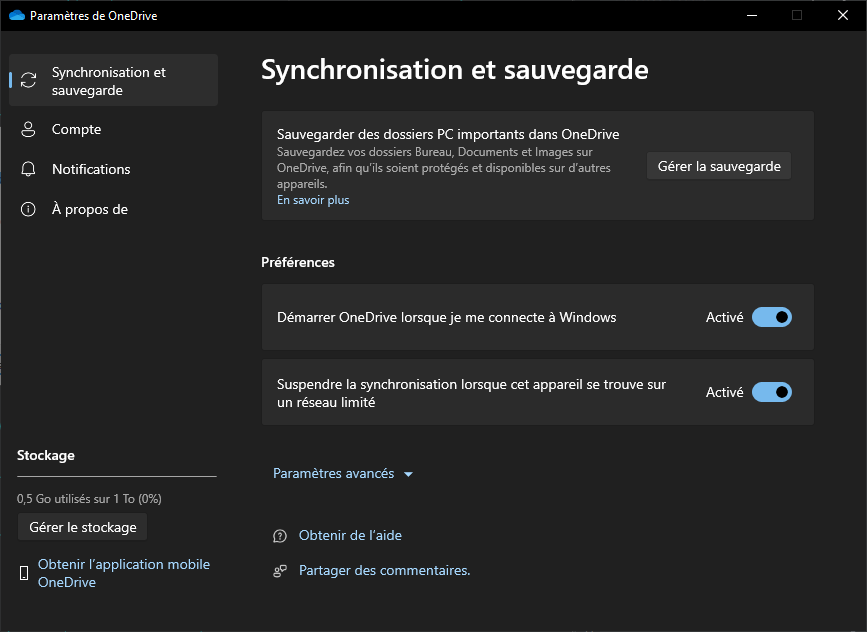 Paramètres de OneDrive
Synchronisation et
sauvegarde
Compte
Notifications
À propos de
Stockage
0,5 Go utilisés sur 1 To (0%)
Gérer le stockage
Obtenir l'application mobile
OneDrive
Synchronisation et sauvegarde
Sauvegarder des dossiers PC importants dans OneDrive
Sauvegardez vos dossiers Bureau, Documents et Images sur
OneDrive, afin qu'ils soient protégés et disponibles sur d'autres
appareils.
En savoir plus
Gérer la sauvegarde
Préférences
Démarrer OneDrive lorsque je me connecte à Windows
Activé
Suspendre la synchronisation lorsque cet appareil se trouve sur
un réseau limité
Activé
Paramètres avancés
Obtenir de l'aide
Partager des commentaires.